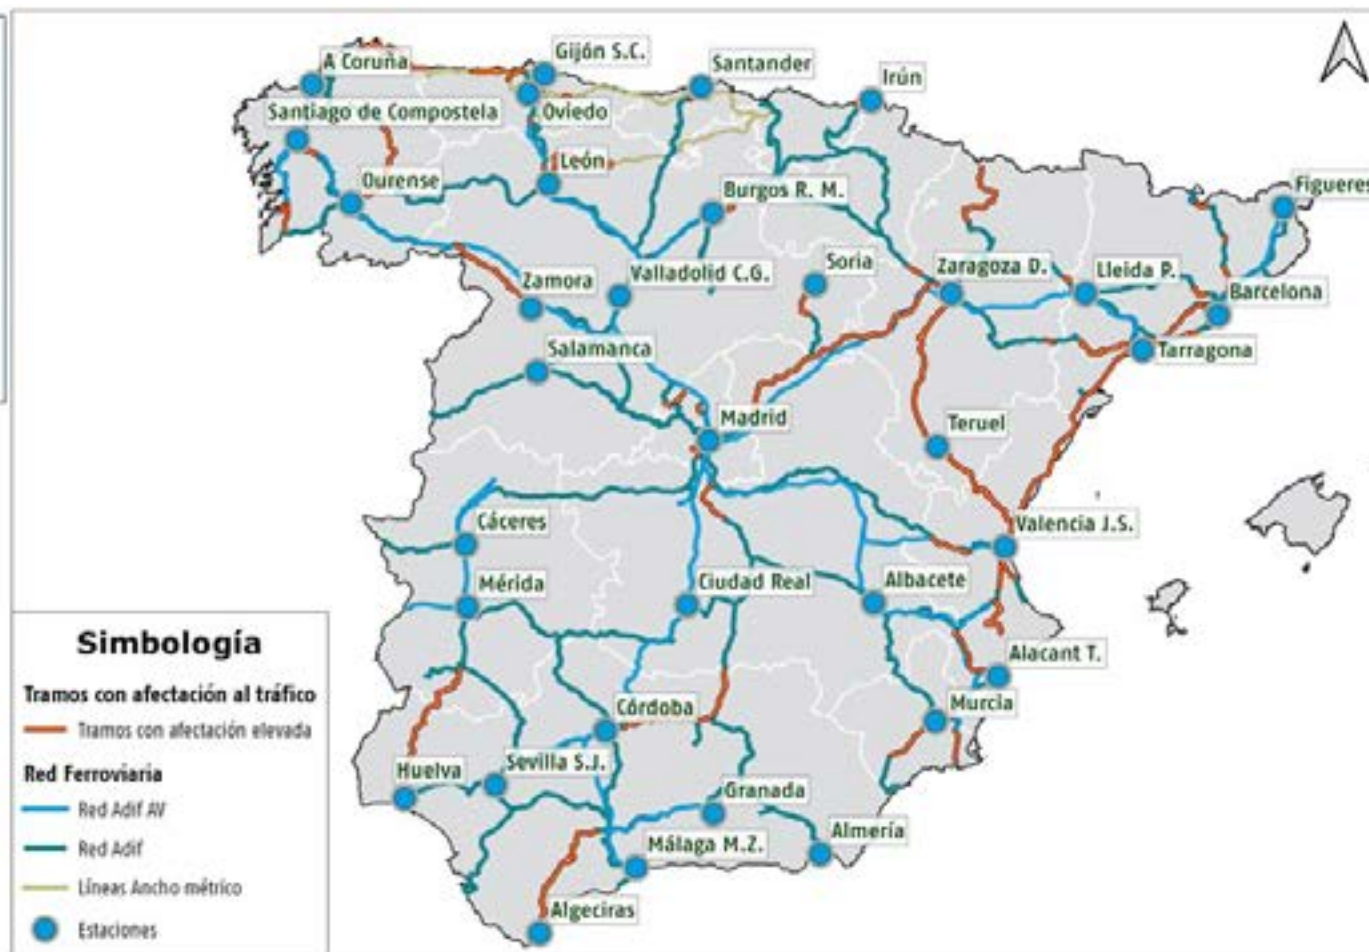 A Coruña
Gijón S.C.
Santander
Irún
Santiago de Compostela
Oviedo
León
Ourense
Burgos R. M.
Figueres
Zamora
Valladolid C.G.
Soria
Zaragoza D.
Lleida P.
Barcelona
Salamanca
Tarragona
Madrid
Teruel
Cáceres
Valencia J.S.
Mérida
Ciudad Real
Albacete
Alacant T.
Córdoba
Murcia
Huelva
Sevilla S.J.
Granada
Málaga M.Z.
Almería
Algeciras
Simbología
Tramos con afectación al tráfico
Tramos con afectación elevada
Red Ferroviaria
Red Adif AV
Red Adif
Líneas Ancho métrico
Estaciones